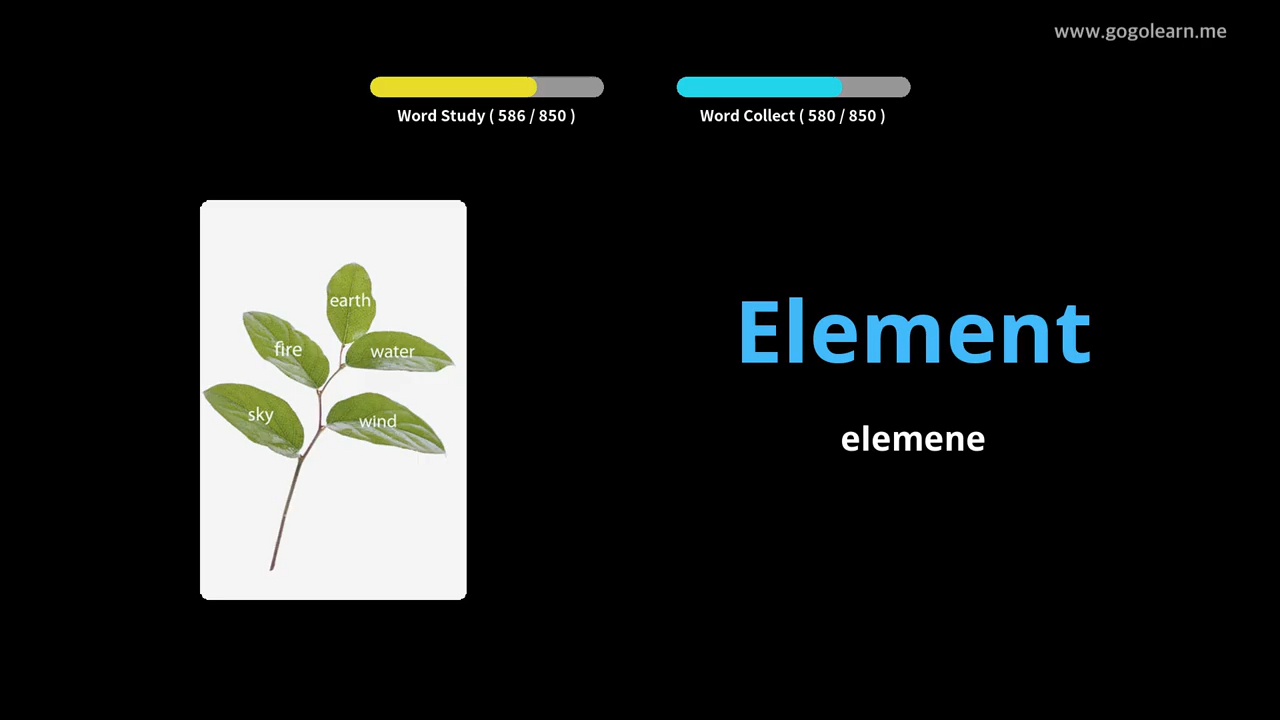 www.gogolearn.me
Word Study ( 586 / 850 )
Word Collect ( 580 / 850 )
earth
fire
water
sky
wind
Element
elemene